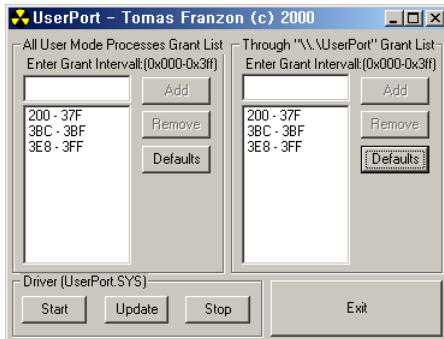 UserPort - Tomas Franzon (c) 2000
All User Mode Processes Grant List
Enter Grant Intervall:(0x000-0x3ff)
Add
200 - 37F
3BC - 3BF
3E8 - 3FF
Remove
Defaults
Through "\\.\UserPort" Grant List
Enter Grant Intervall:(0x000-0x3ff)
Add
200 - 37F
3BC - 3BF
3E8 - 3FF
Remove
Defaults
Driver (UserPort.SYS)
Start Update Stop
Exit